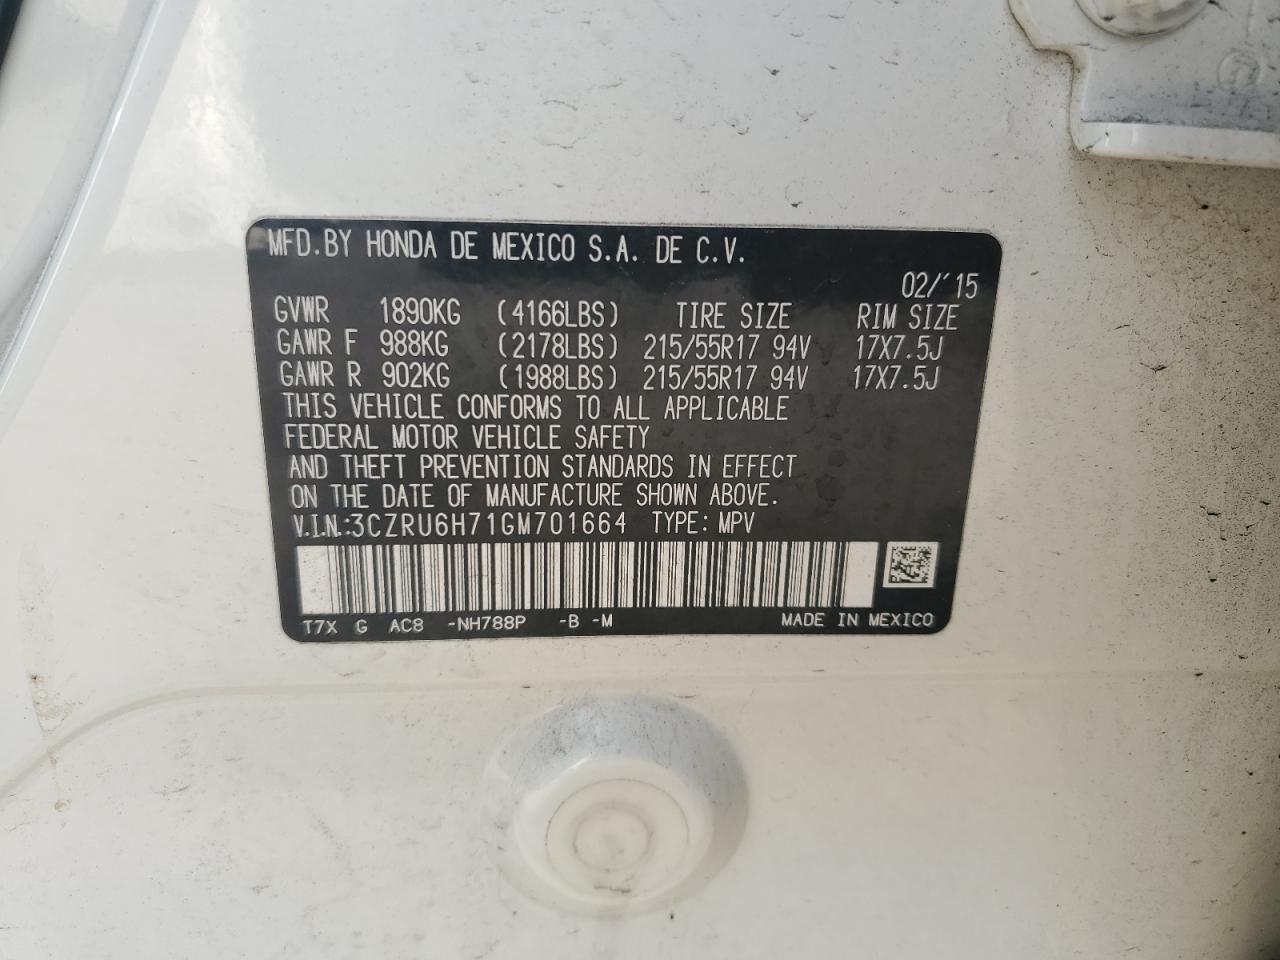 MFD.BY HONDA DE MEXICO S.A. DE C.V.
02/'15
GVWR 1890KG (4166LBS) TIRE SIZE RIM SIZE
GAWR F 988KG (2178LBS) 215/55R17 94V 17X7.5J
GAWR R 902KG (1988LBS) 215/55R17 94V 17X7.5J
THIS VEHICLE CONFORMS TO ALL APPLICABLE
FEDERAL MOTOR VEHICLE SAFETY
AND THEFT PREVENTION STANDARDS IN EFFECT
ON THE DATE OF MANUFACTURE SHOWN ABOVE.
V.I.N.:3CZRU6H71GM701664 TYPE: MPV
T7X G AC8 -NH788P -B -M MADE IN MEXICO